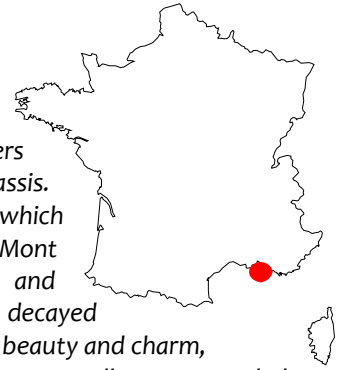 ers
assis.
which
Mont
and
decayed
beauty and charm,